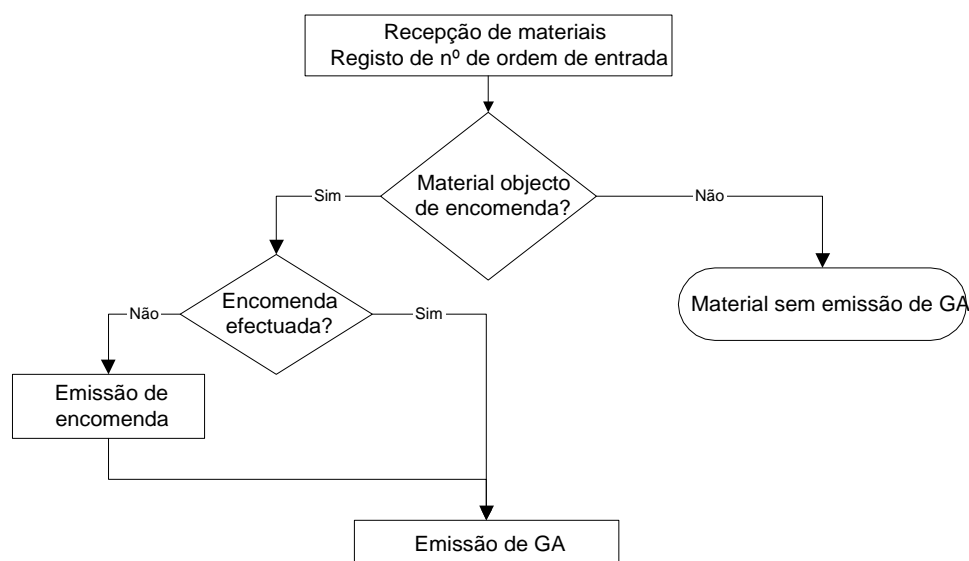 Recepção de materiais
Registo de nº de ordem de entrada
Material objecto
de encomenda?
Sim
Não
Encomenda
efectuada?
Material sem emissão de GA
Não
Sim
Emissão de
encomenda
Emissão de GA